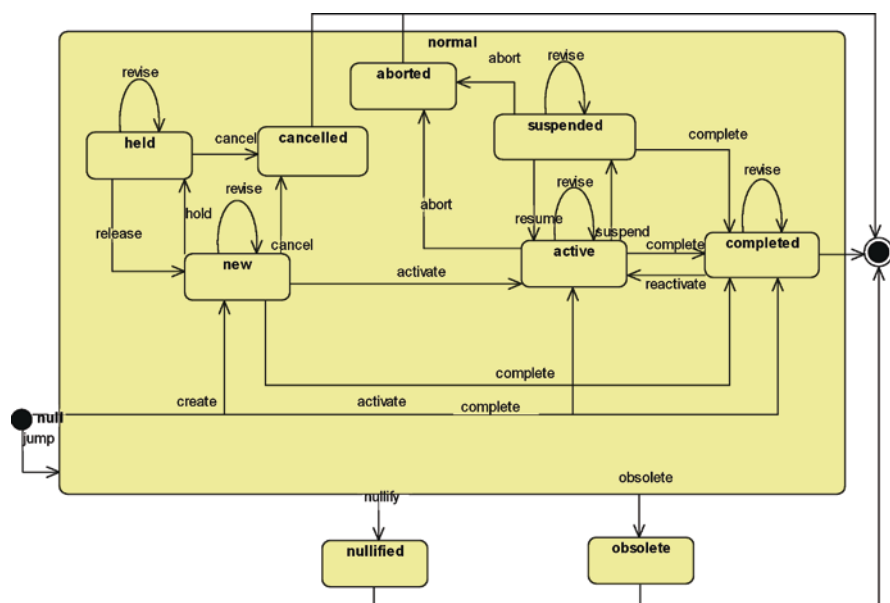 normal
revise
abort
revise
aborted
held
cancel
cancelled
suspended
complete
revise
revise
revise
release
hold
abort
resume
suspend
cancel
new
activate
active
complete
completed
reactivate
complete
null
create
activate
complete
jump
nullify
obsolete
nullified
obsolete